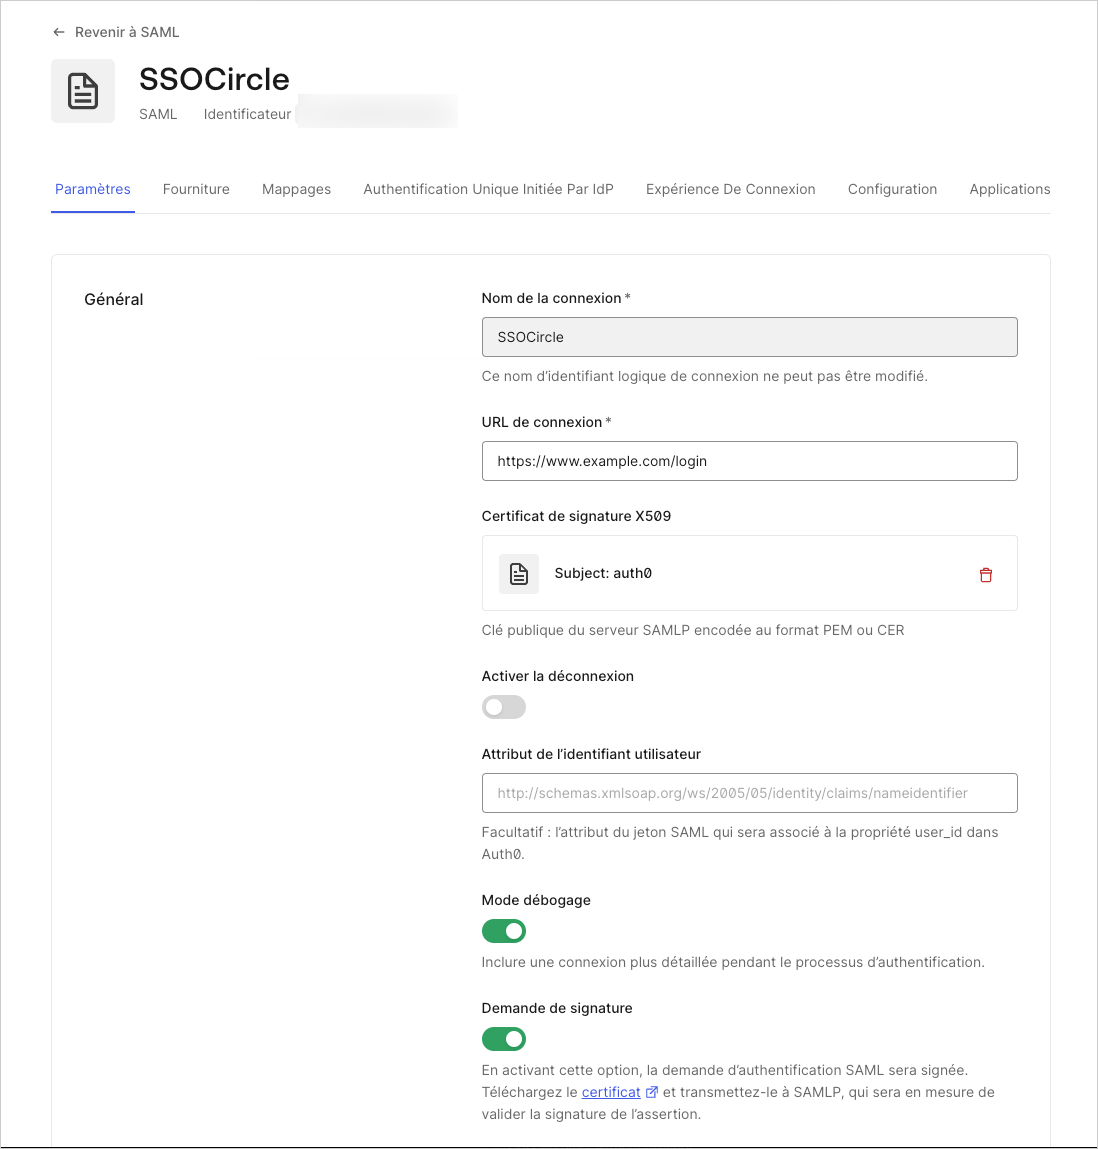 Revenir à SAML
SSOCircle
SAML Identificateur
Paramètres Fourniture Mappages Authentification Unique Initiée Par IdP Expérience De Connexion Configuration Applications
Général
Nom de la connexion *
SSOCircle
Ce nom d’identifiant logique de connexion ne peut pas être modifié.
URL de connexion *
https://www.example.com/login
Certificat de signature X509
Subject: auth0
Clé publique du serveur SAMLP encodée au format PEM ou CER
Activer la déconnexion
Attribut de l’identifiant utilisateur
http://schemas.xmlsoap.org/ws/2005/05/identity/claims/nameidentifier
Facultatif : l’attribut du jeton SAML qui sera associé à la propriété user_id dans
Auth0.
Mode débogage
Inclure une connexion plus détaillée pendant le processus d’authentification.
Demande de signature
En activant cette option, la demande d’authentification SAML sera signée.
Téléchargez le certificat et transmettez-le à SAMLP, qui sera en mesure de
valider la signature de l’assertion.